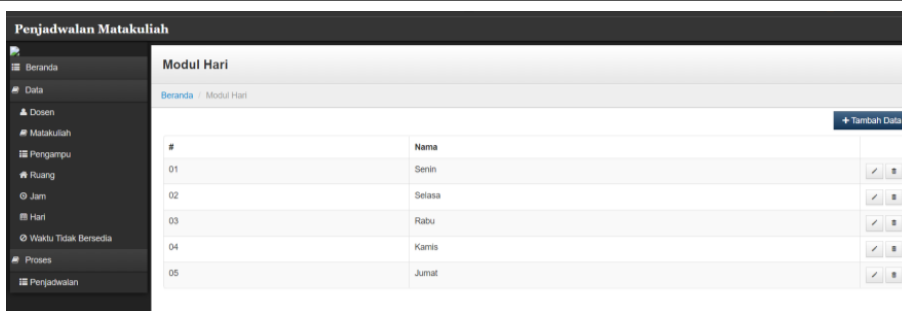 Penjadwalan Matakuliah
Beranda
Data
Dosen
Matakuliah
Pengampu
Ruang
Jam
Hari
Waktu Tidak Bersedia
Proses
Penjadwalan
Modul Hari
Beranda / Modul Hari
+ Tambah Data
# Nama
01 Senin
02 Selasa
03 Rabu
04 Kamis
05 Jumat